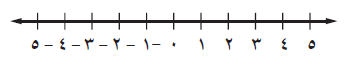 ٥ – ٤ – ٣ – ٢ – ١ – ٠ ١ ٢ ٣ ٤ ٥